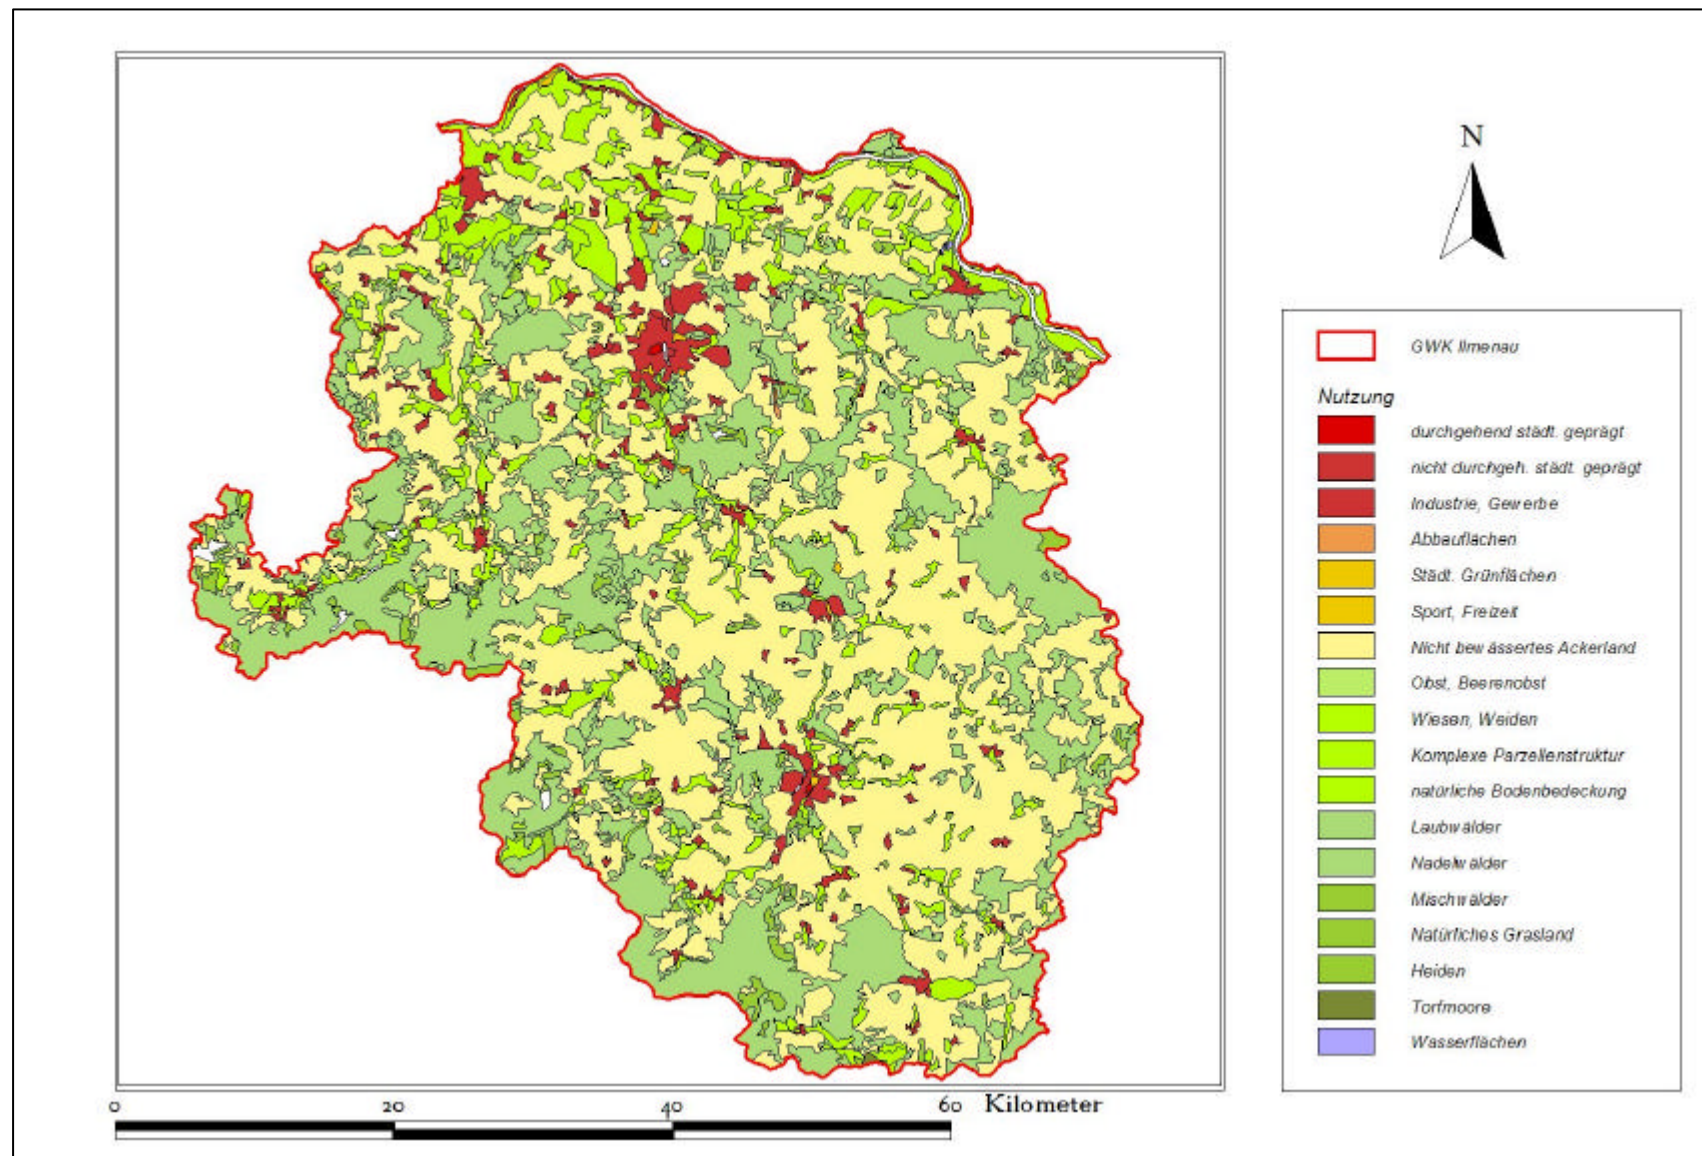 N
GWK Ilmenau
Nutzung
durchgehend städt. geprägt
nicht durchgeh. städt. geprägt
Industrie, Gewerbe
Abbauflächen
Städt. Grünflächen
Sport, Freizeit
Nicht bewässertes Ackerland
Obst, Beerenobst
Wiesen, Weiden
Komplexe Parzellenstruktur
natürliche Bodenbedeckung
Laubwälder
Nadelwälder
Mischwälder
Natürliches Grasland
Heiden
Torfmoore
Wasserflächen
0 20 40 60 Kilometer